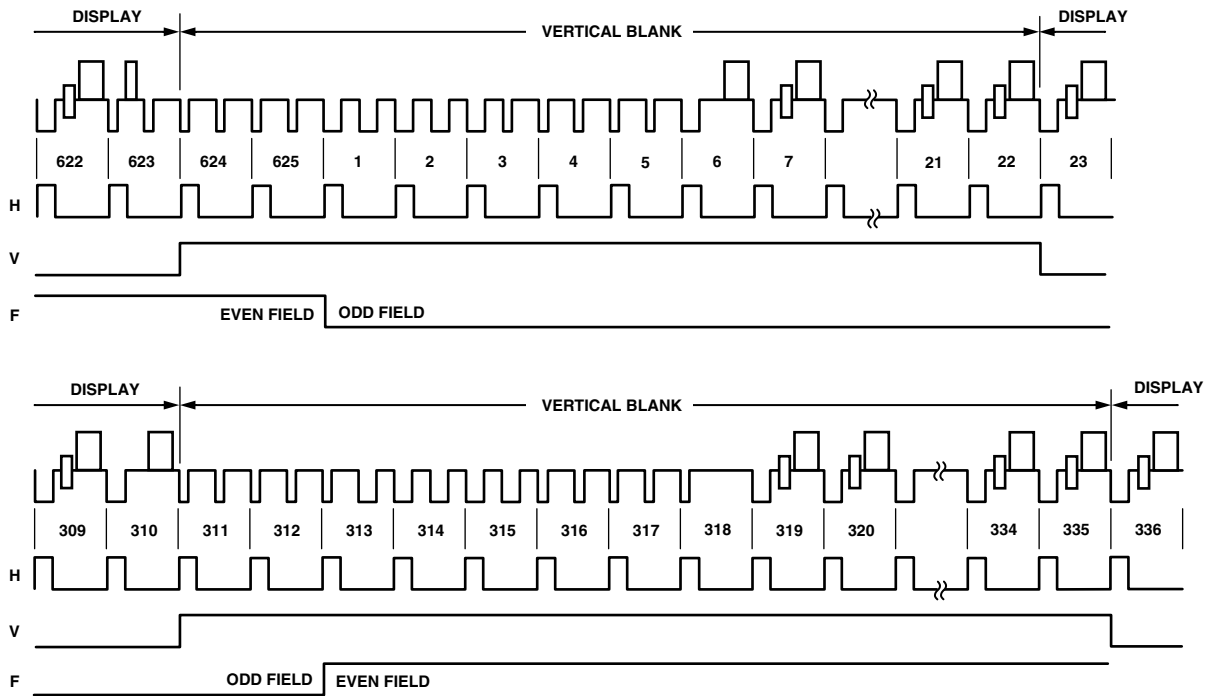 DISPLAY VERTICAL BLANK DISPLAY
622 623 624 625 1 2 3 4 5 6 7 21 22 23
H
V
F EVEN FIELD ODD FIELD
DISPLAY VERTICAL BLANK DISPLAY
309 310 311 312 313 314 315 316 317 318 319 320 334 335 336
H
V
F ODD FIELD EVEN FIELD